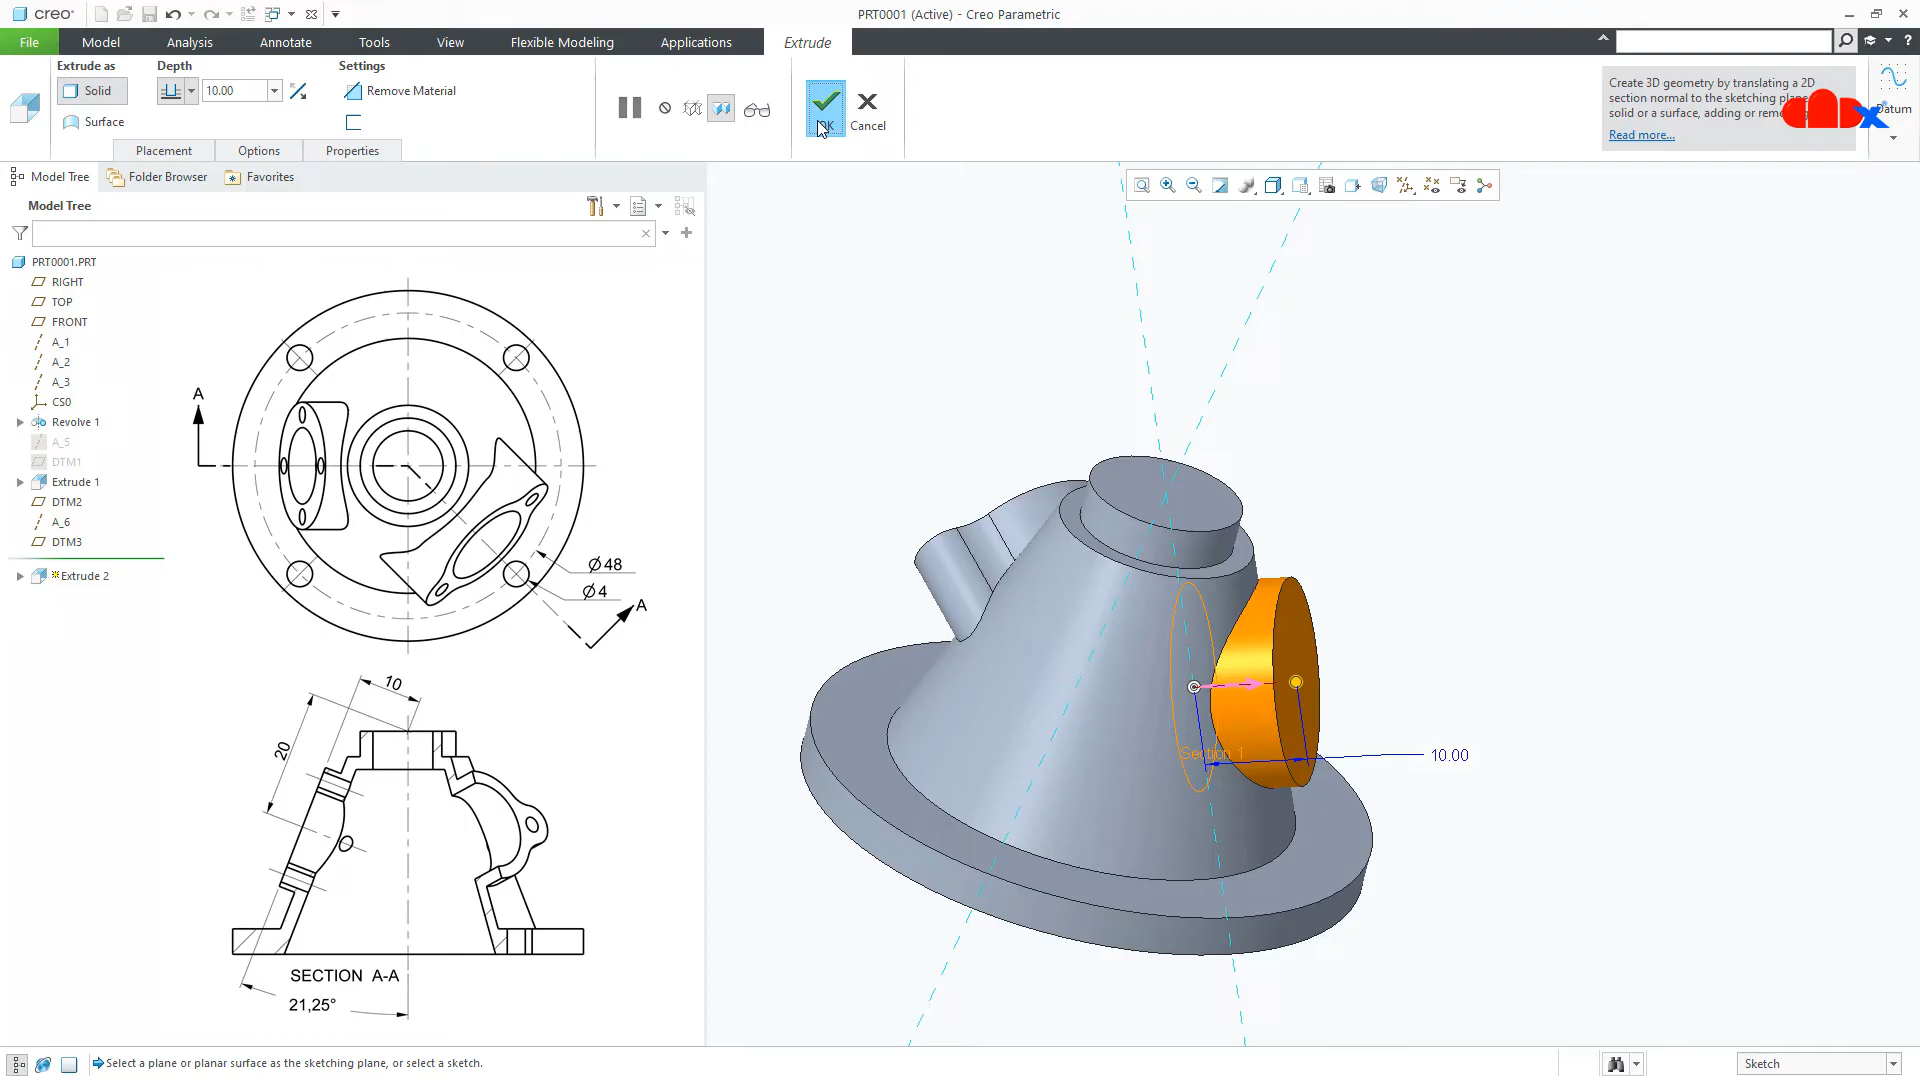 creo
PRT0001 (Active) - Creo Parametric
File
Model
Analysis
Annotate
Tools
View
Flexible Modeling
Applications
Extrude
Extrude as
Depth
Settings
Solid
10.00
Remove Material
Surface
OK
Cancel
Placement
Options
Properties
Create 3D geometry by translating a 2D
section normal to the sketching plane
solid or a surface, adding or
Read more...
Datum
Model Tree
Folder Browser
Favorites
Model Tree
PRT0001.PRT
RIGHT
TOP
FRONT
A_1
A_2
A_3
CS0
Revolve 1
A_5
DTM1
Extrude 1
DTM2
A_6
DTM3
Extrude 2
A
Ø48
Ø4
A
10
20
SECTION A-A
21,25°
Section 1
10.00
Select a plane or planar surface as the sketching plane, or select a sketch.
Sketch